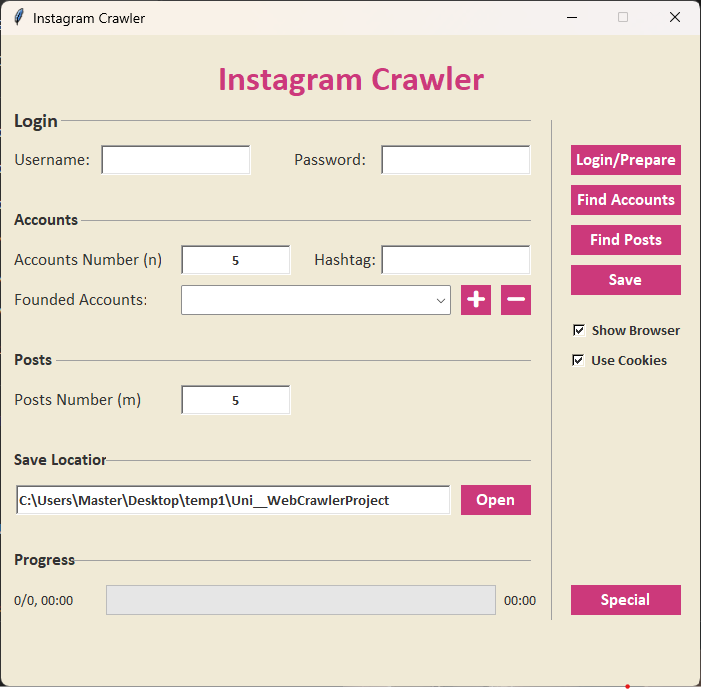 Instagram Crawler
Instagram Crawler
Login
Username: Password:
Login/Prepare
Find Accounts
Find Posts
Save
Show Browser
Use Cookies
Accounts
Accounts Number (n) 5 Hashtag:
Founded Accounts:
Posts
Posts Number (m) 5
Save Location
C:\Users\Master\Desktop\temp1\Uni__WebCrawlerProject Open
Progress
0/0, 00:00 00:00
Special